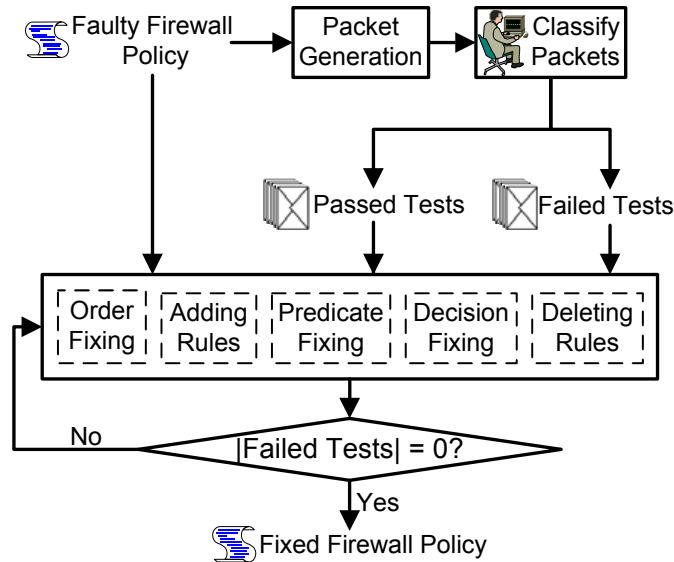 Faulty Firewall
Policy
Packet
Generation
Classify
Packets
Passed Tests
Failed Tests
Order
Fixing
Adding
Rules
Predicate
Fixing
Decision
Fixing
Deleting
Rules
No
|Failed Tests| = 0?
Yes
Fixed Firewall Policy